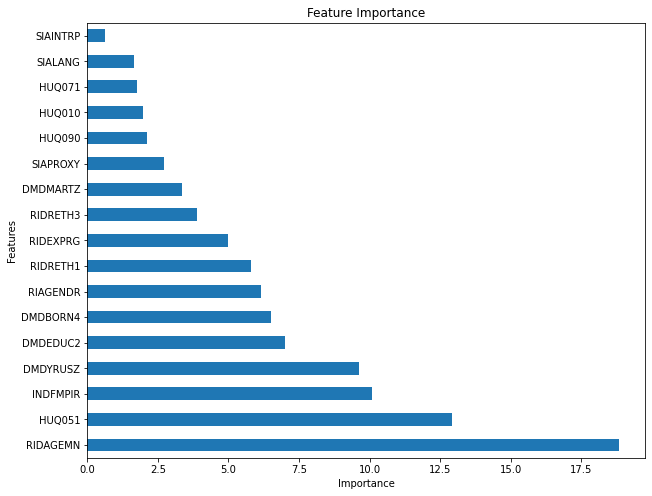 Feature Importance
Features
SIAINTRP
SIALANG
HUQ071
HUQ010
HUQ090
SIAPROXY
DMDMARTZ
RIDRETH3
RIDEXPRG
RIDRETH1
RIAGENDR
DMDBORN4
DMDEDUC2
DMDYRUSZ
INDFMPIR
HUQ051
RIDAGEMN
0.0 2.5 5.0 7.5 10.0 12.5 15.0 17.5
Importance